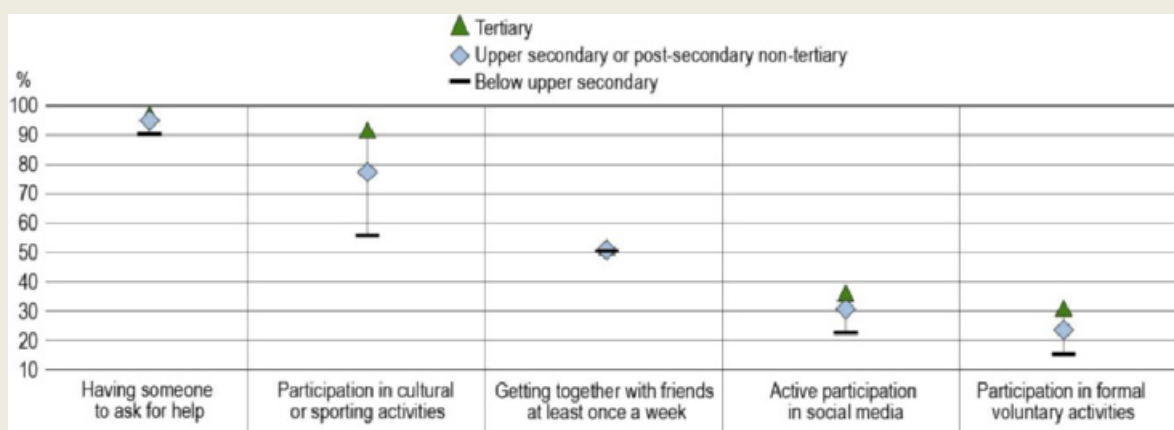 Tertiary
Upper secondary or post-secondary non-tertiary
Below upper secondary
%
100
90
80
70
60
50
40
30
20
10
Having someone
to ask for help
Participation in cultural
or sporting activities
Getting together with friends
at least once a week
Active participation
in social media
Participation in formal
voluntary activities